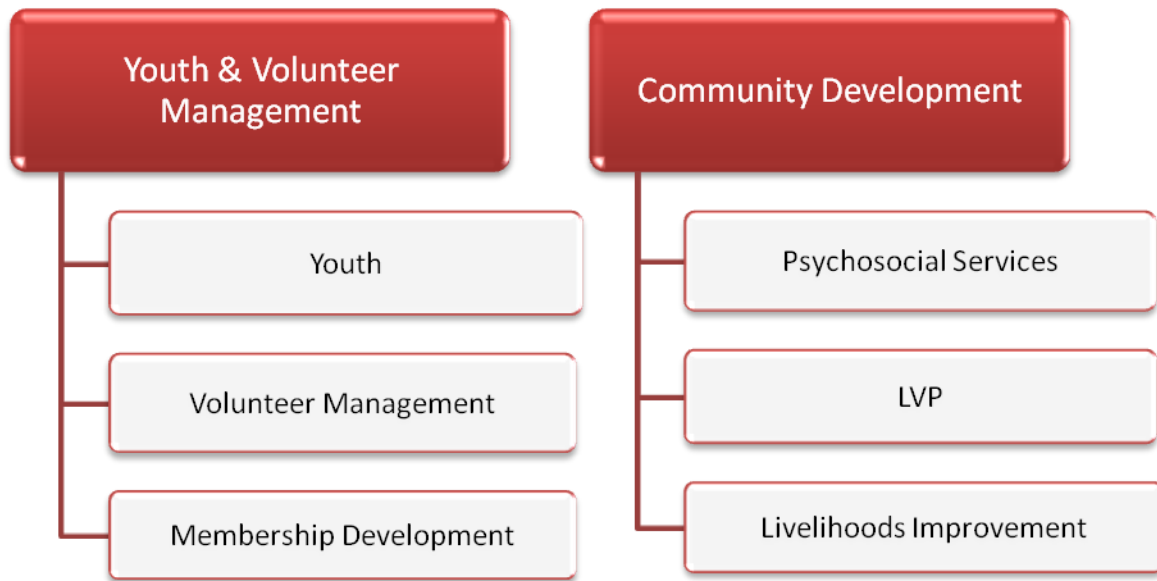 Youth & Volunteer
Management
Youth
Volunteer Management
Membership Development
Community Development
Psychosocial Services
LVP
Livelihoods Improvement